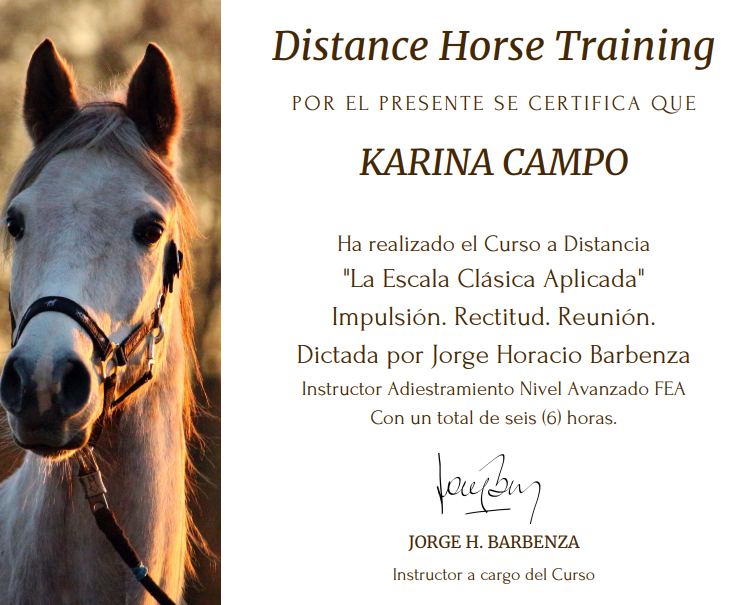 Distance Horse Training
POR EL PRESENTE SE CERTIFICA QUE
KARINA CAMPO
Ha realizado el Curso a Distancia
"La Escala Clásica Aplicada"
Impulsión. Rectitud. Reunión.
Dictada por Jorge Horacio Barbenza
Instructor Adiestramiento Nivel Avanzado FEA
Con un total de seis (6) horas.
JORGE H. BARBENZA
Instructor a cargo del Curso